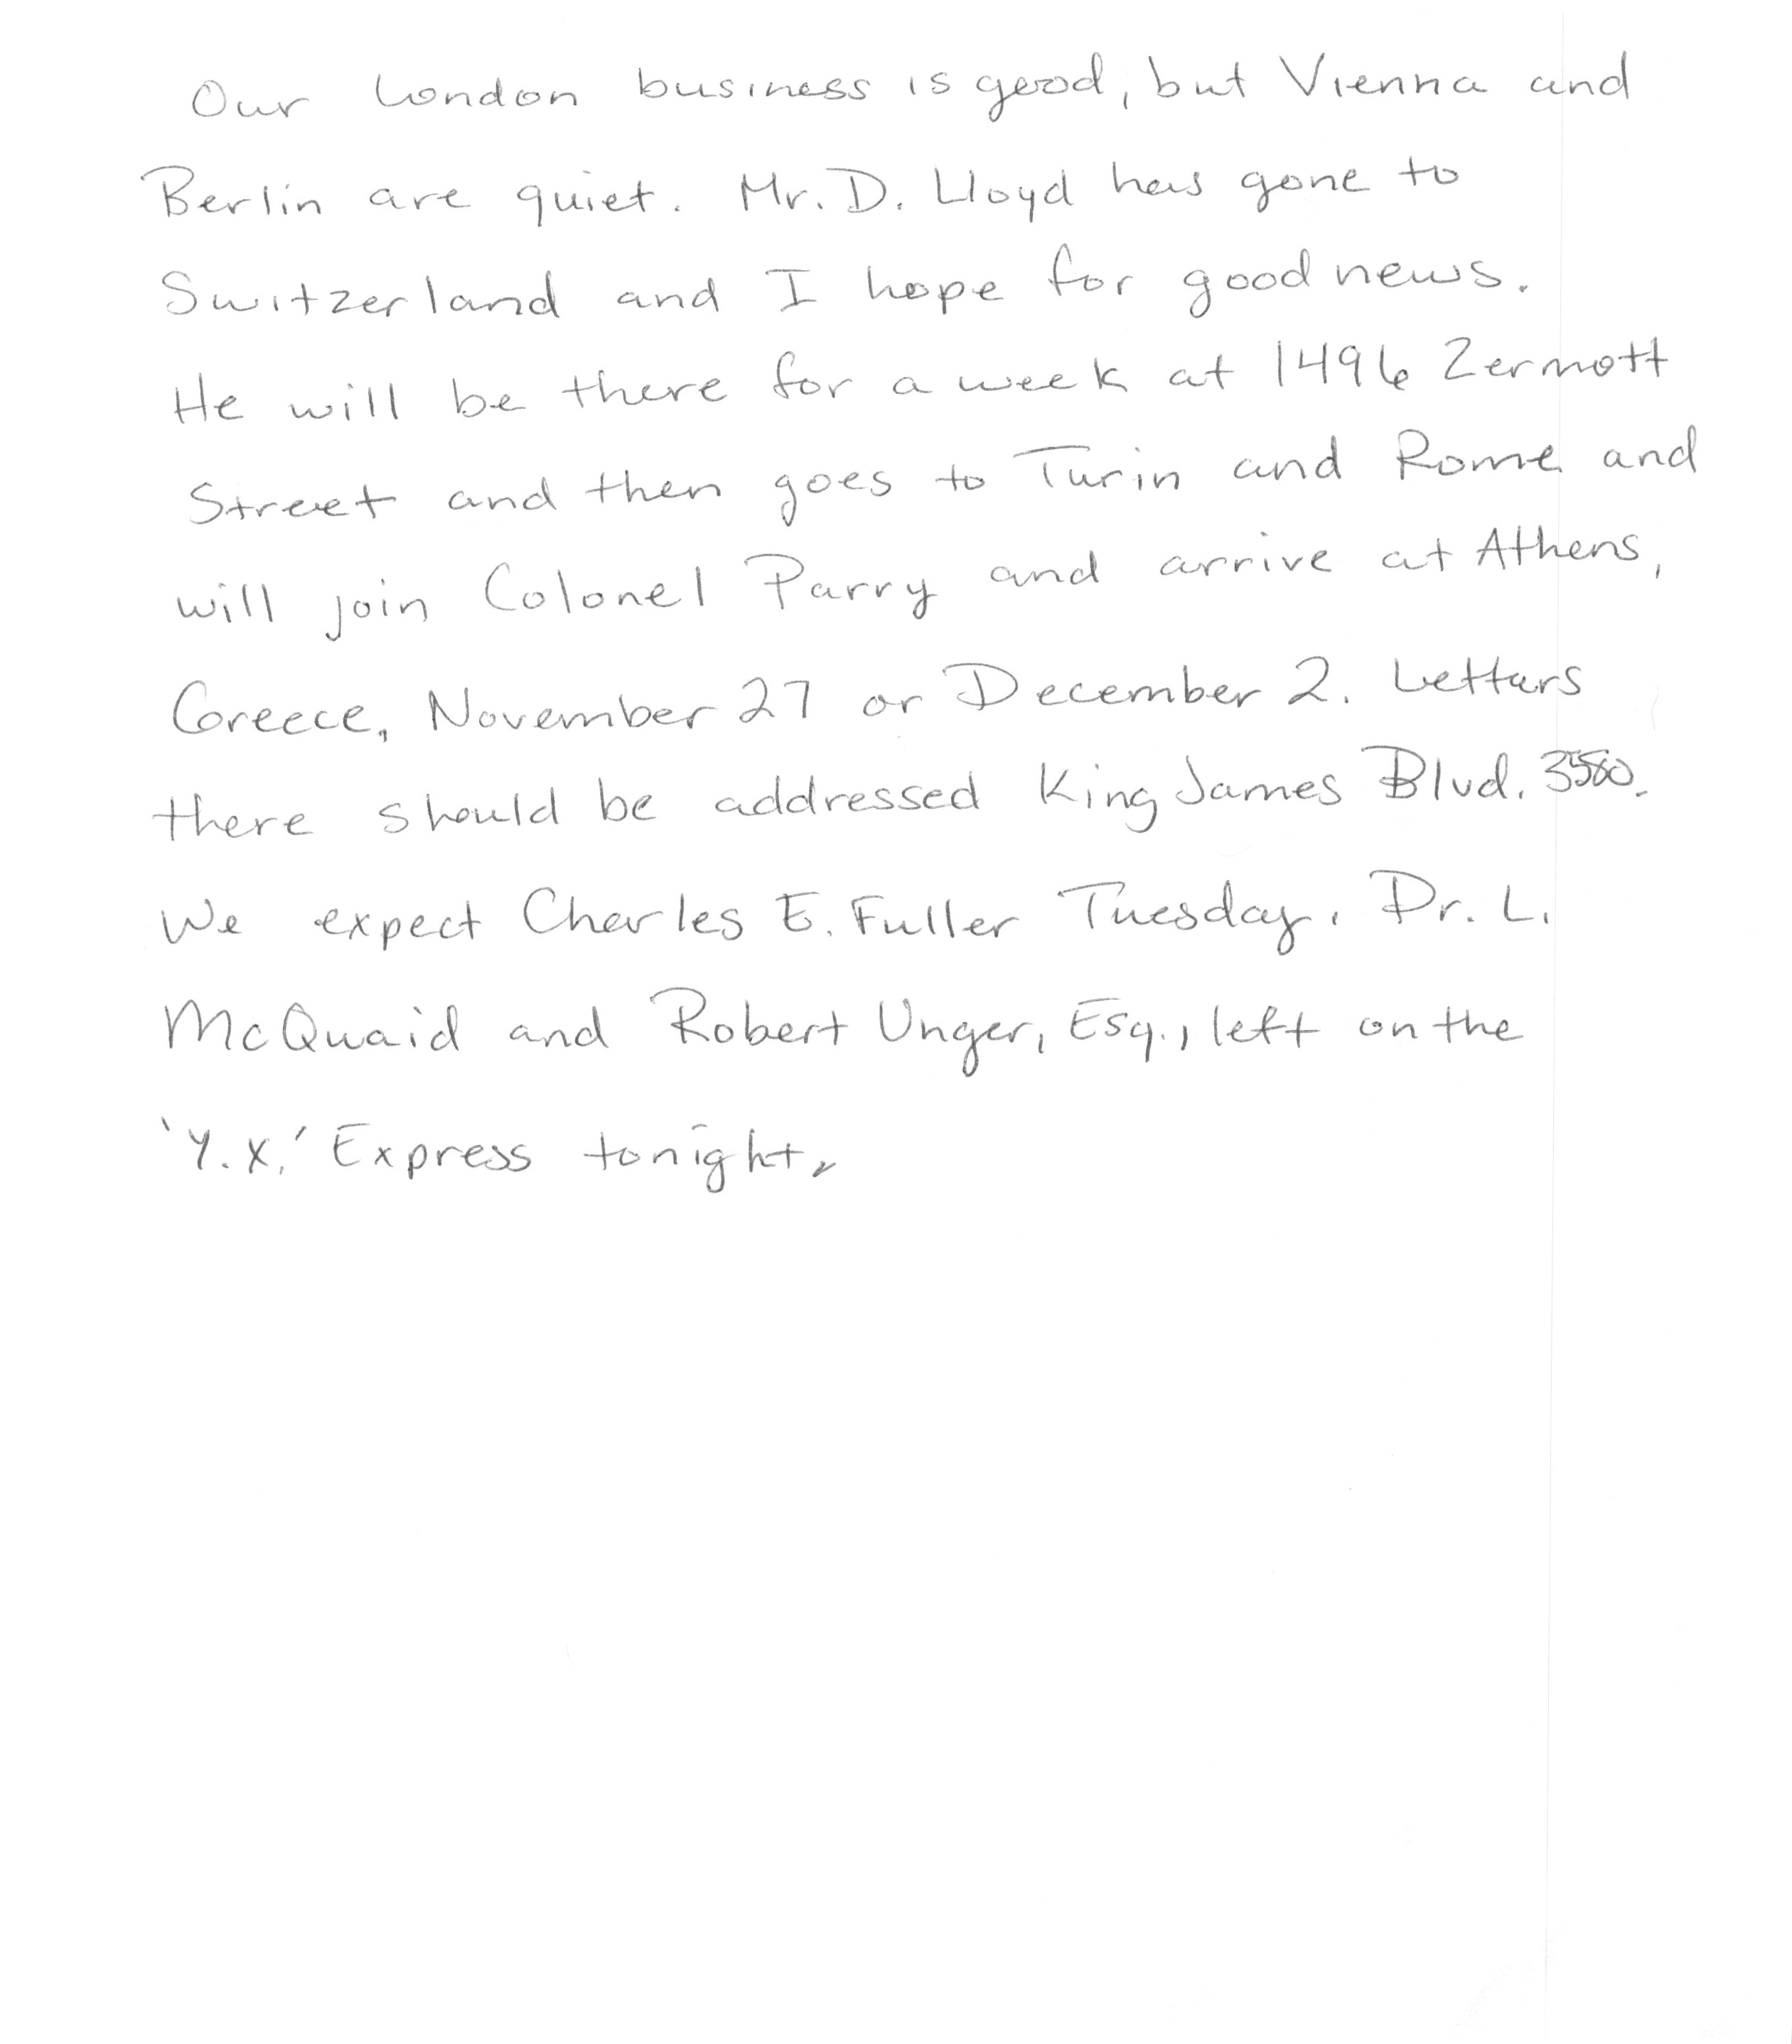 Our London business is good, but Vienna and
Berlin are quiet. Mr. D. Lloyd has gone to
Switzerland and I hope for good news.
He will be there for a week at 1496 Zermott
Street and then goes to Turin and Rome and
will join Colonel Parry and arrive at Athens,
Greece, November 27 or December 2. Letters
there should be addressed King James Blvd. 3580.
We expect Charles E. Fuller Tuesday. Dr. L.
McQuaid and Robert Unger, Esq., left on the
'Y.X.' Express tonight.